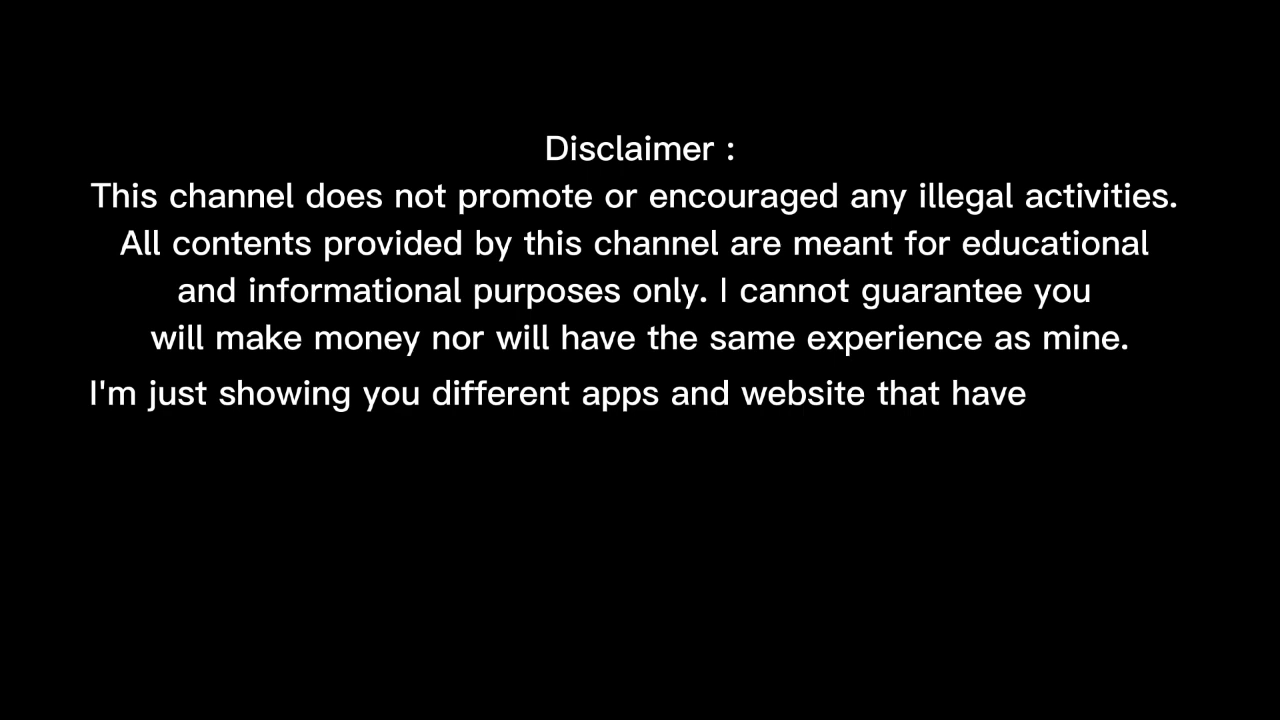 Disclaimer :
This channel does not promote or encouraged any illegal activities.
All contents provided by this channel are meant for educational
and informational purposes only. I cannot guarantee you
will make money nor will have the same experience as mine.
I'm just showing you different apps and website that have